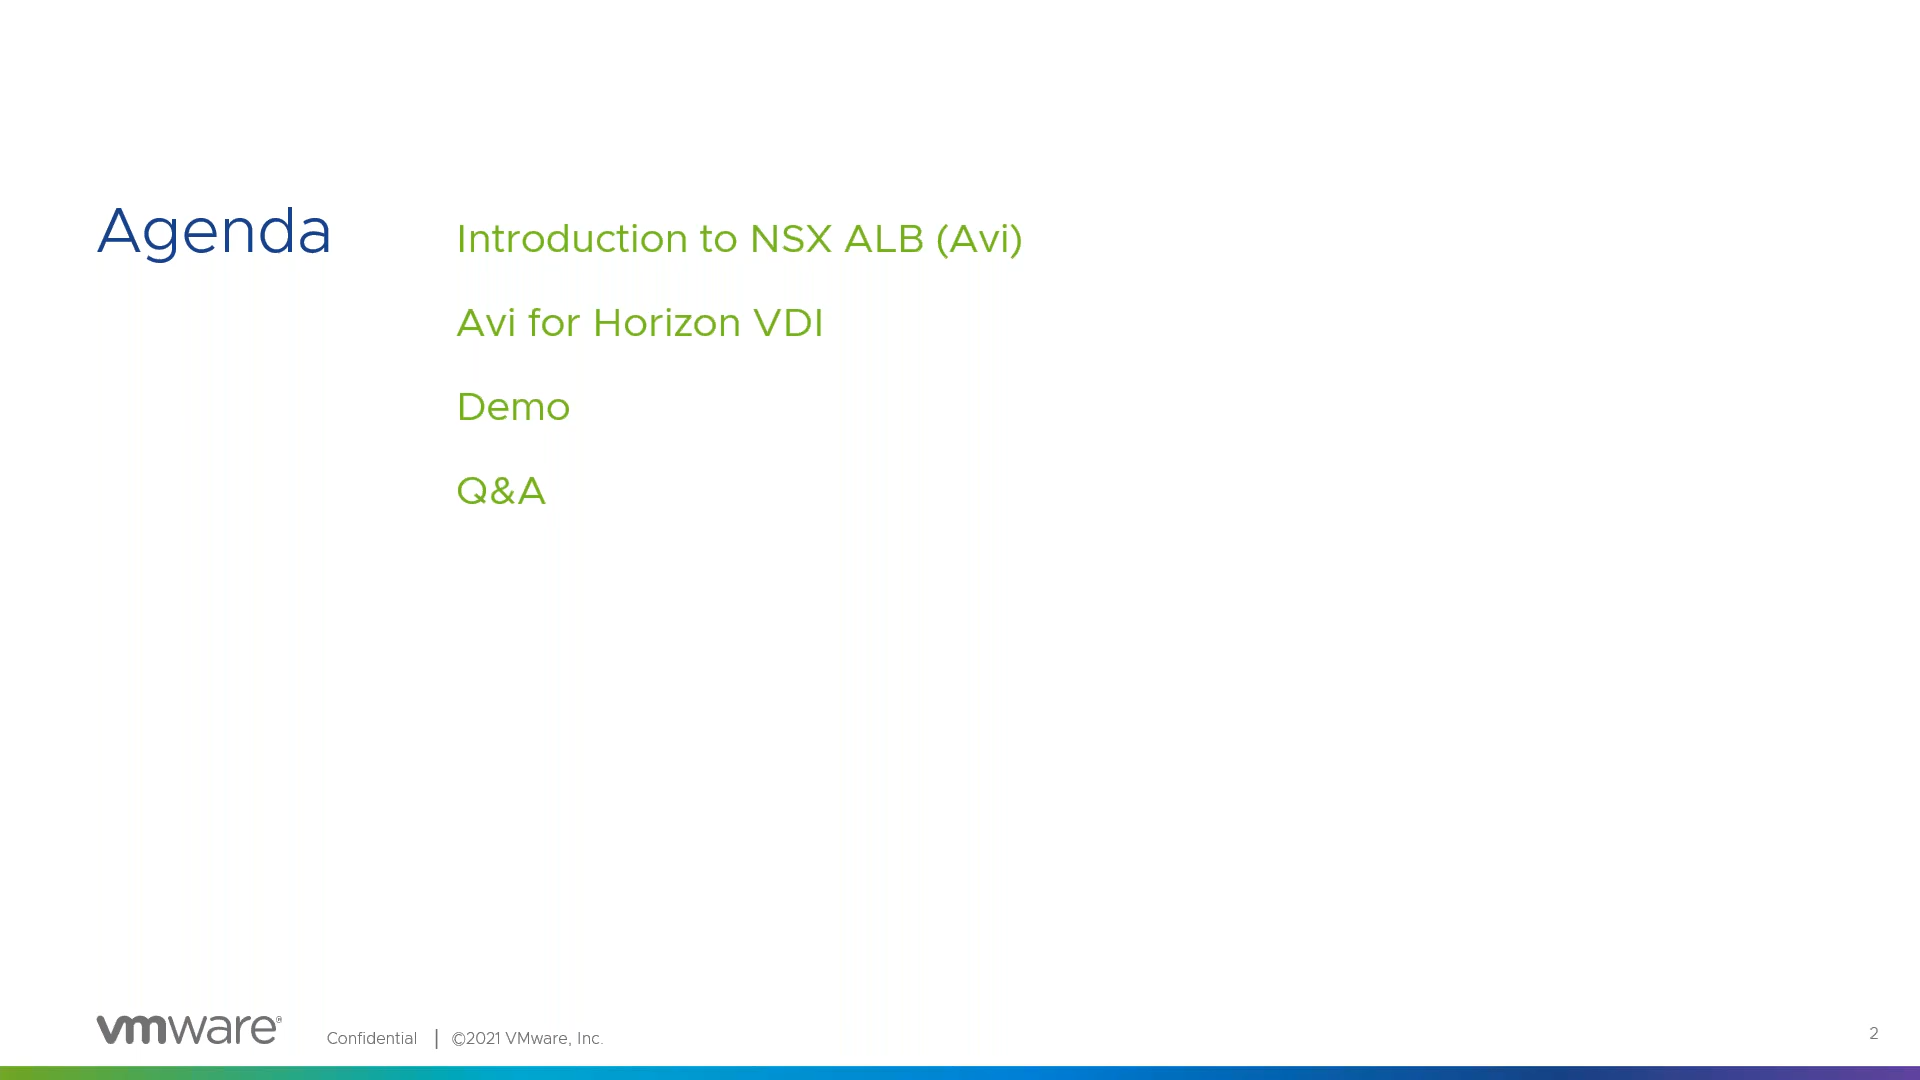 Agenda
Introduction to NSX ALB (Avi)
Avi for Horizon VDI
Demo
Q&A
vmware®
Confidential | ©2021 VMware, Inc.
2